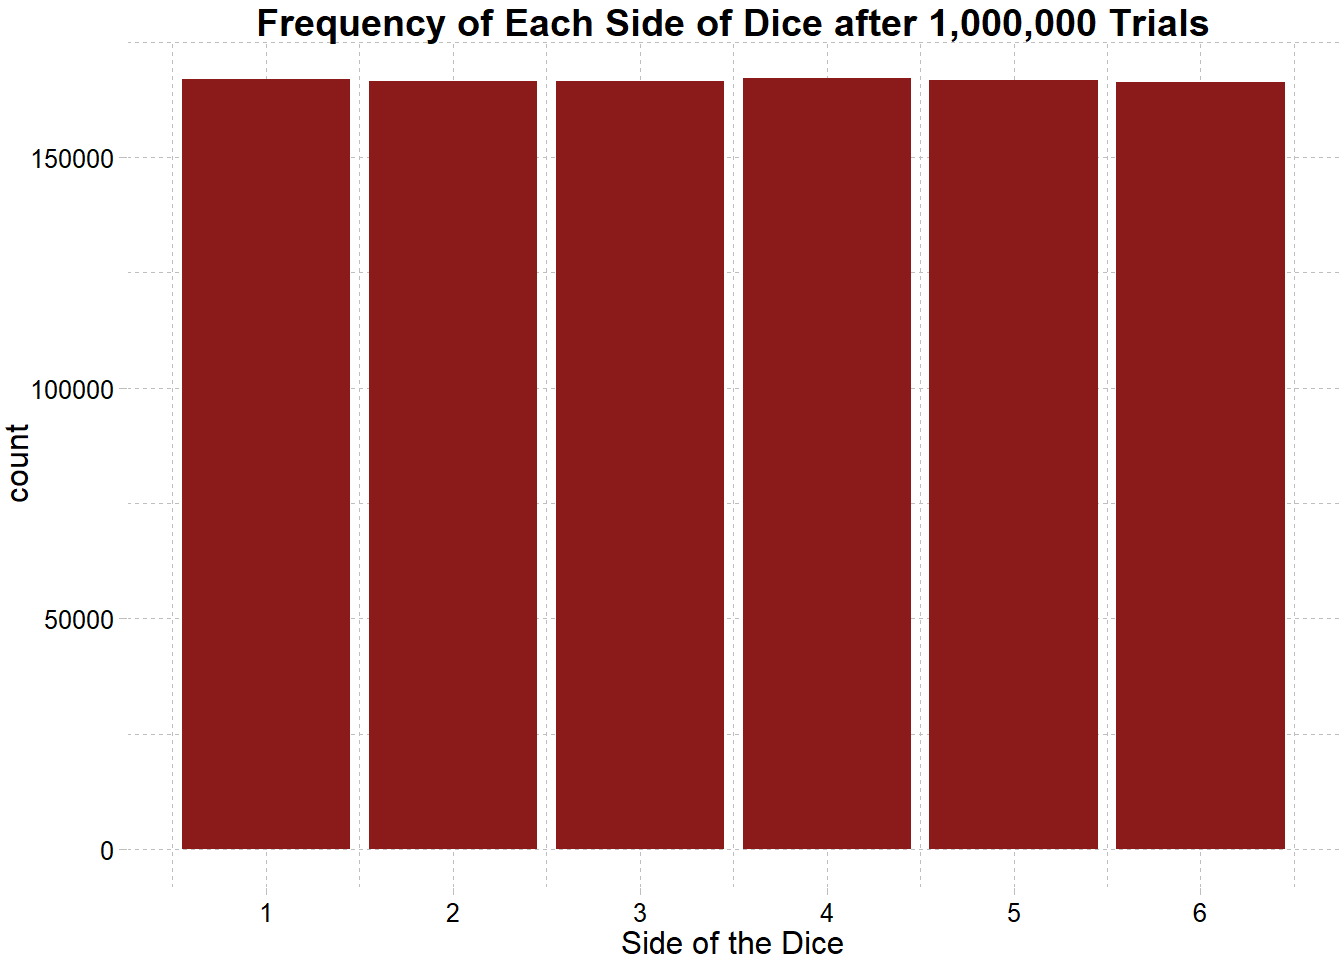 Frequency of Each Side of Dice after 1,000,000 Trials
150000
100000
50000
0
count
1 2 3 4 5 6
Side of the Dice